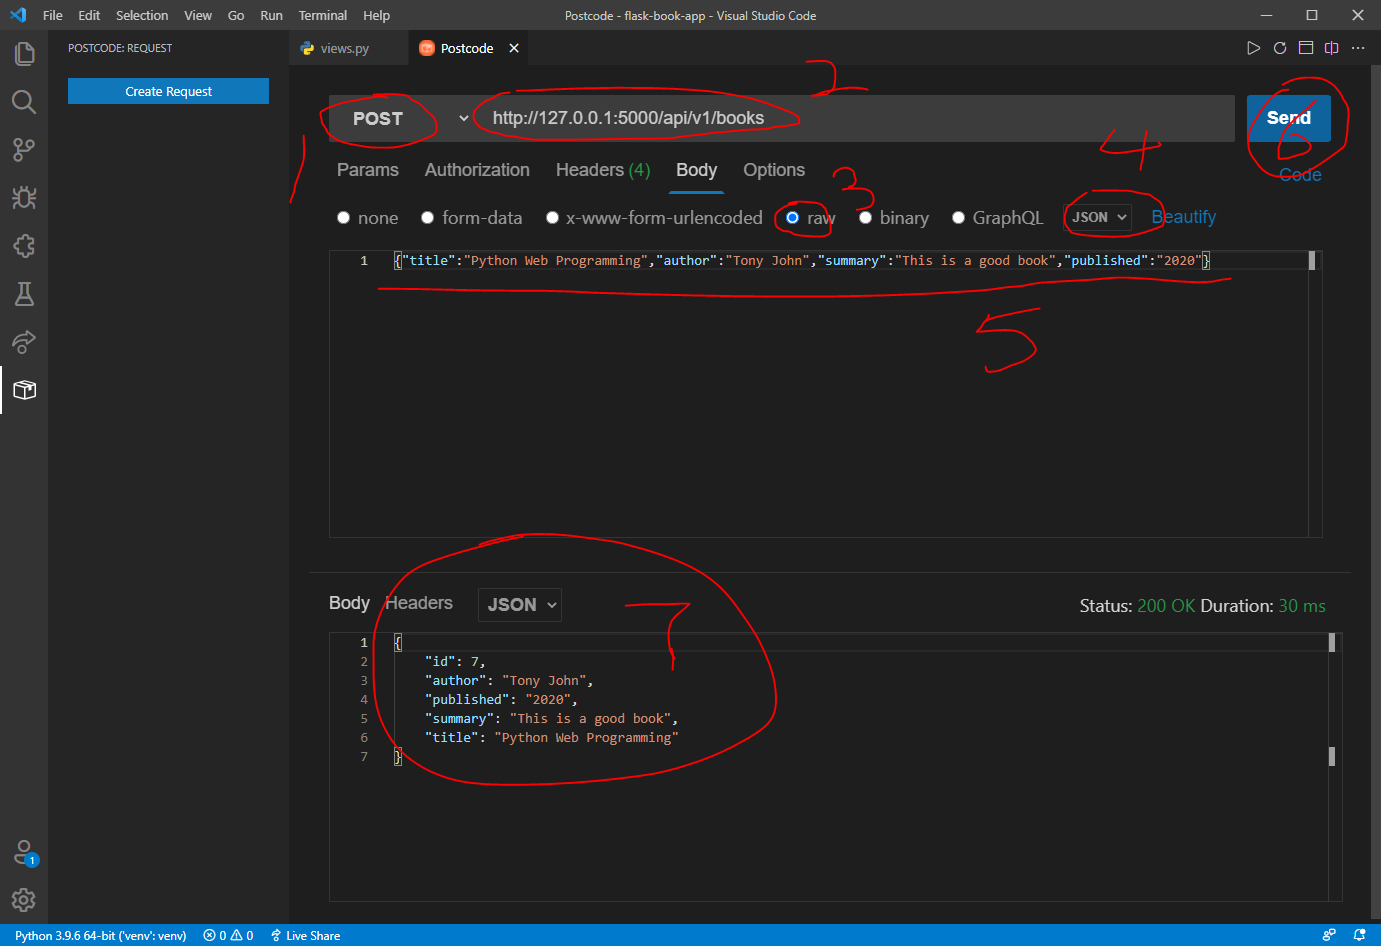 File Edit Selection View Go Run Terminal Help
Postcode - flask-book-app - Visual Studio Code
POSTCODE: REQUEST
Create Request
views.py
Postcode
1
2
POST
http://127.0.0.1:5000/api/v1/books
Send
6
Code
Params Authorization Headers (4) Body Options
3
4
none form-data x-www-form-urlencoded raw binary GraphQL JSON Beautify
1 {"title":"Python Web Programming","author":"Tony John","summary":"This is a good book","published":"2020"}
5
Body Headers JSON
Status: 200 OK Duration: 30 ms
7
1 {
2 "id": 7,
3 "author": "Tony John",
4 "published": "2020",
5 "summary": "This is a good book",
6 "title": "Python Web Programming"
7 }
1
Python 3.9.6 64-bit ('venv': venv) 0 0 Live Share